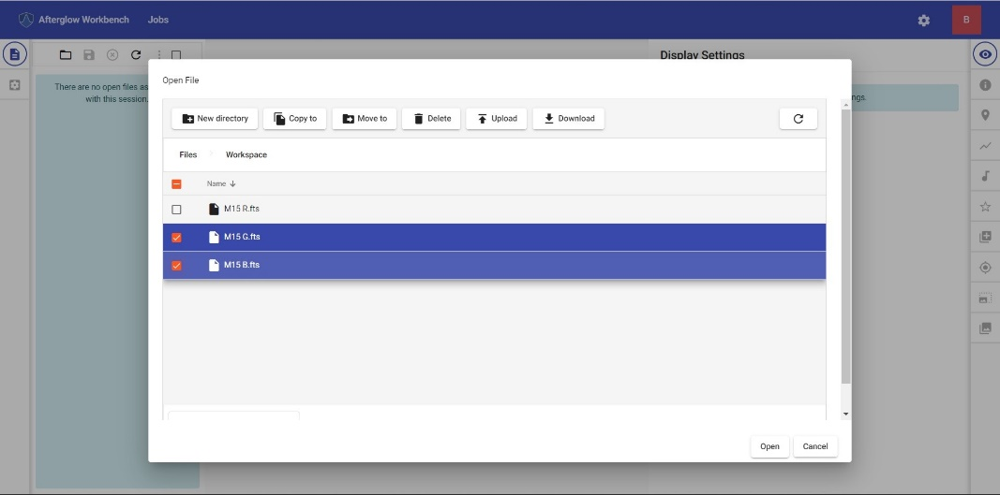 Afterglow Workbench Jobs B
Display Settings
There are no open files as
with this session.
ngs.
Open File
New directory Copy to Move to Delete Upload Download
Files Workspace
Name
M15 R.fts
M15 G.fts
M15 B.fts
Open Cancel